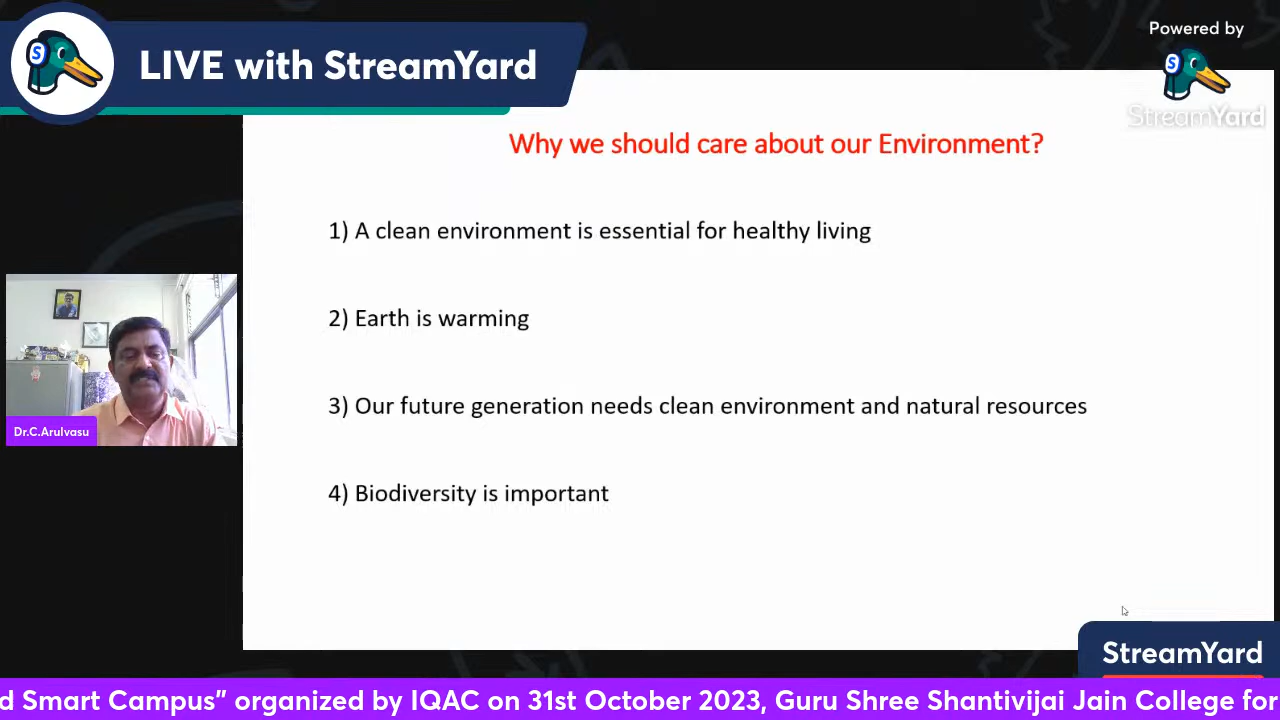 LIVE with StreamYard
Powered by
StreamYard
Why we should care about our Environment?
1) A clean environment is essential for healthy living
2) Earth is warming
3) Our future generation needs clean environment and natural resources
4) Biodiversity is important
Dr.C.Arulvasu
StreamYard
d Smart Campus” organized by IQAC on 31st October 2023, Guru Shree Shantivijai Jain College for